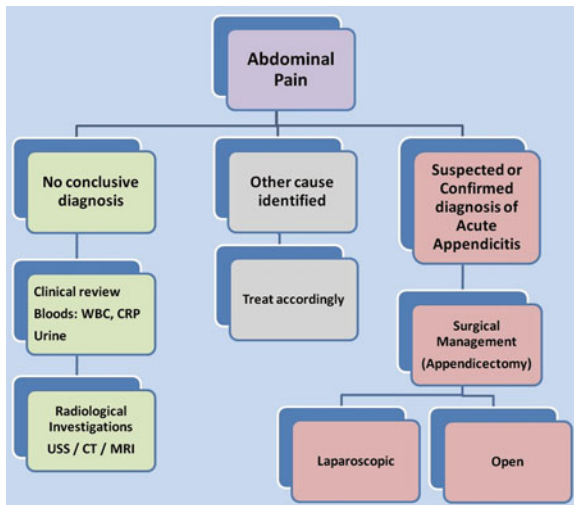 Abdominal
Pain
No conclusive
diagnosis
Other cause
identified
Suspected or
Confirmed
diagnosis of
Acute
Appendicitis
Clinical review
Bloods: WBC, CRP
Urine
Treat accordingly
Surgical
Management
(Appendicectomy)
Radiological
Investigations
USS / CT / MRI
Laparoscopic
Open